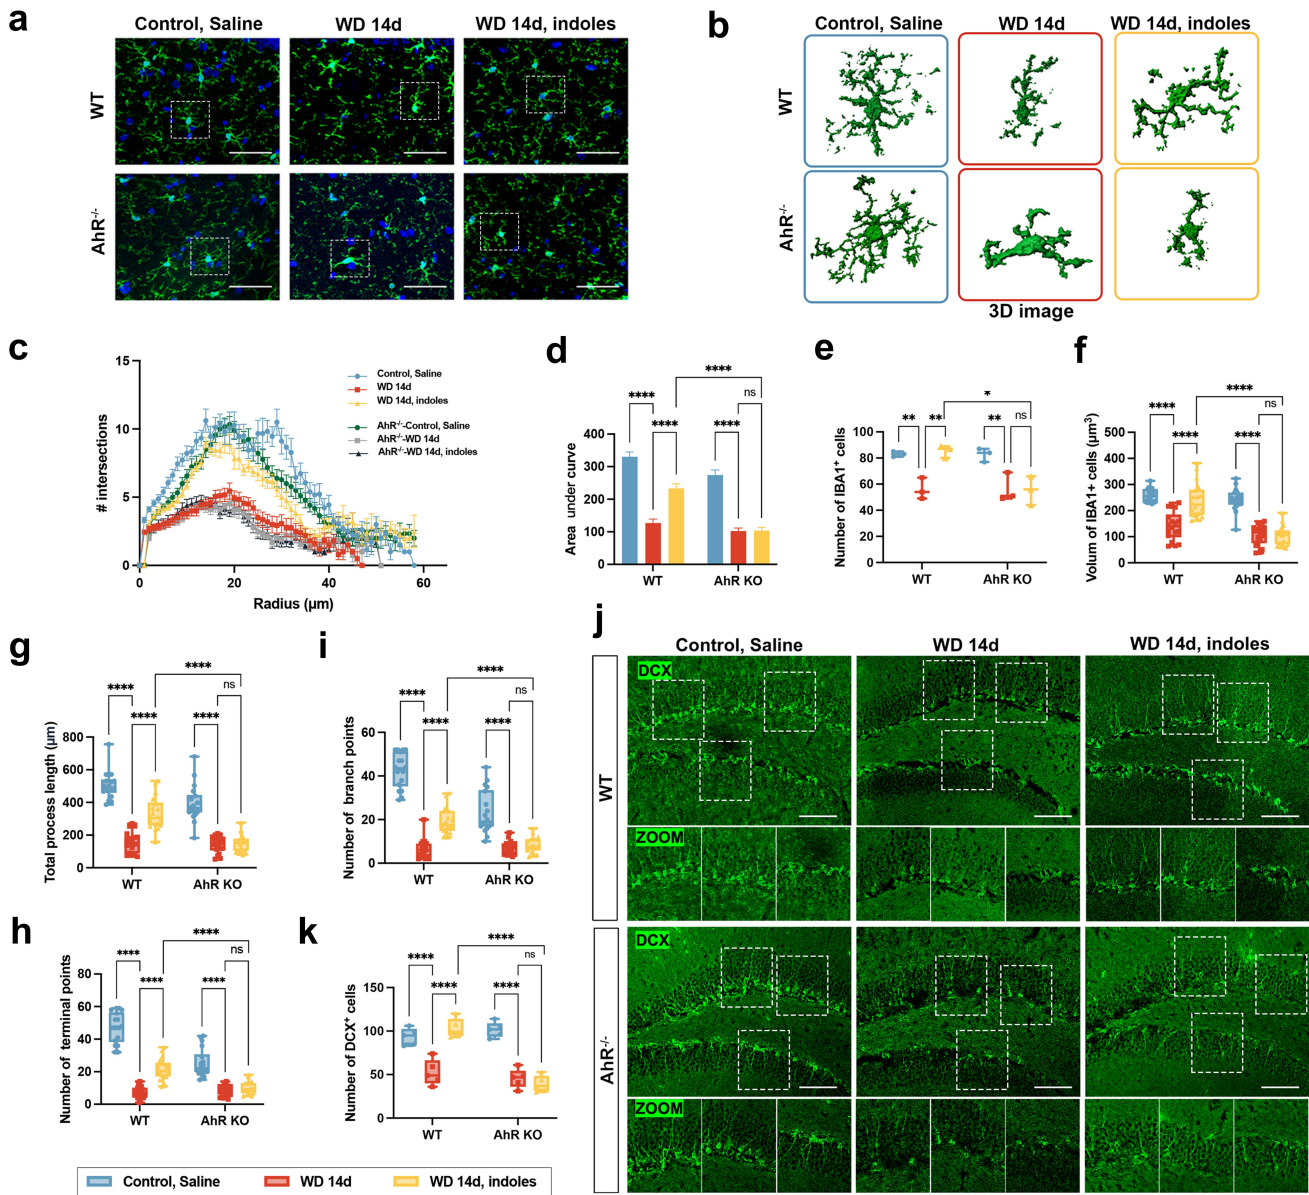 a
Control, Saline
WD 14d
WD 14d, indoles
WT
AhR-/-
b
Control, Saline
WD 14d
WD 14d, indoles
WT
AhR-/-
3D image
c
15
10
5
0
0
20
40
60
# intersections
Radius (µm)
Control, Saline
WD 14d
WD 14d, indoles
AhR-/--Control, Saline
AhR-/--WD 14d
AhR-/--WD 14d, indoles
d
****
ns
****
****
****
400
300
200
100
0
Area under curve
WT
AhR KO
e
*
ns
**
**
**
100
80
60
40
20
0
Number of IBA1+ cells
WT
AhR KO
f
****
ns
****
****
****
500
400
300
200
100
0
Volum of IBA1+ cells (µm3)
WT
AhR KO
g
****
ns
****
****
****
800
600
400
200
0
Total process length (µm)
WT
AhR KO
i
****
ns
****
****
****
60
40
20
0
Number of branch points
WT
AhR KO
h
****
ns
****
****
****
80
60
40
20
0
Number of terminal points
WT
AhR KO
k
****
ns
****
****
****
150
100
50
0
Number of DCX+ cells
WT
AhR KO
j
Control, Saline
WD 14d
WD 14d, indoles
WT
DCX
ZOOM
AhR-/-
DCX
ZOOM
Control, Saline
WD 14d
WD 14d, indoles